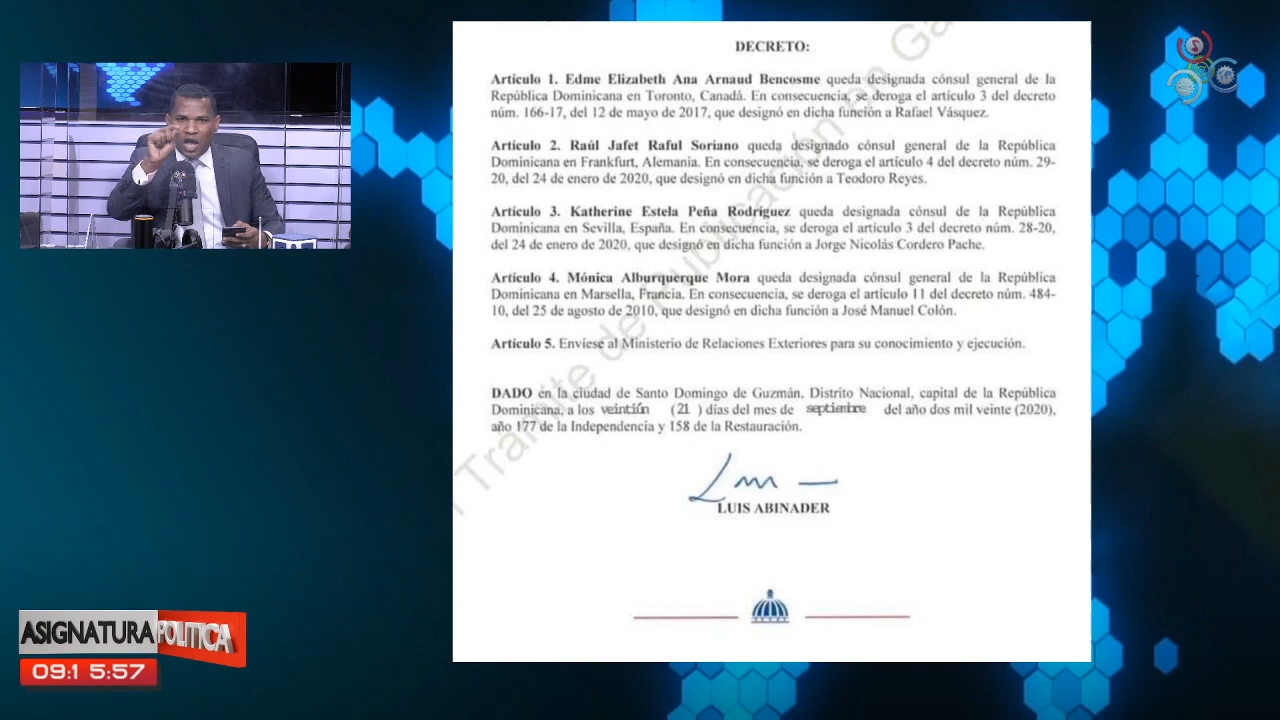 DECRETO:
Artículo 1. Edme Elizabeth Ana Arnaud Bencosme queda designada cónsul general de la
República Dominicana en Toronto, Canadá. En consecuencia, se deroga el artículo 3 del decreto
núm. 166-17, del 12 de mayo de 2017, que designó en dicha función a Rafael Vásquez.
Artículo 2. Raúl Jafet Raful Soriano queda designado cónsul general de la República
Dominicana en Frankfurt, Alemania. En consecuencia, se deroga el artículo 4 del decreto núm. 29-
20, del 24 de enero de 2020, que designó en dicha función a Teodoro Reyes.
Artículo 3. Katherine Estela Peña Rodríguez queda designada cónsul de la República
Dominicana en Sevilla, España. En consecuencia, se deroga el artículo 3 del decreto núm. 28-20,
del 24 de enero de 2020, que designó en dicha función a Jorge Nicolás Cordero Pache.
Artículo 4. Mónica Alburquerque Mora queda designada cónsul general de la República
Dominicana en Marsella, Francia. En consecuencia, se deroga el artículo 11 del decreto núm. 484-
10, del 25 de agosto de 2010, que designó en dicha función a José Manuel Colón.
Artículo 5. Envíese al Ministerio de Relaciones Exteriores para su conocimiento y ejecución.
DADO en la ciudad de Santo Domingo de Guzmán, Distrito Nacional, capital de la República
Dominicana, a los veintiún (21 ) días del mes de septiembre del año dos mil veinte (2020),
año 177 de la Independencia y 158 de la Restauración.
LUIS ABINADER
Tramite de publicación en Ga
ASIGNATURA POLITICA
09:1 5:57